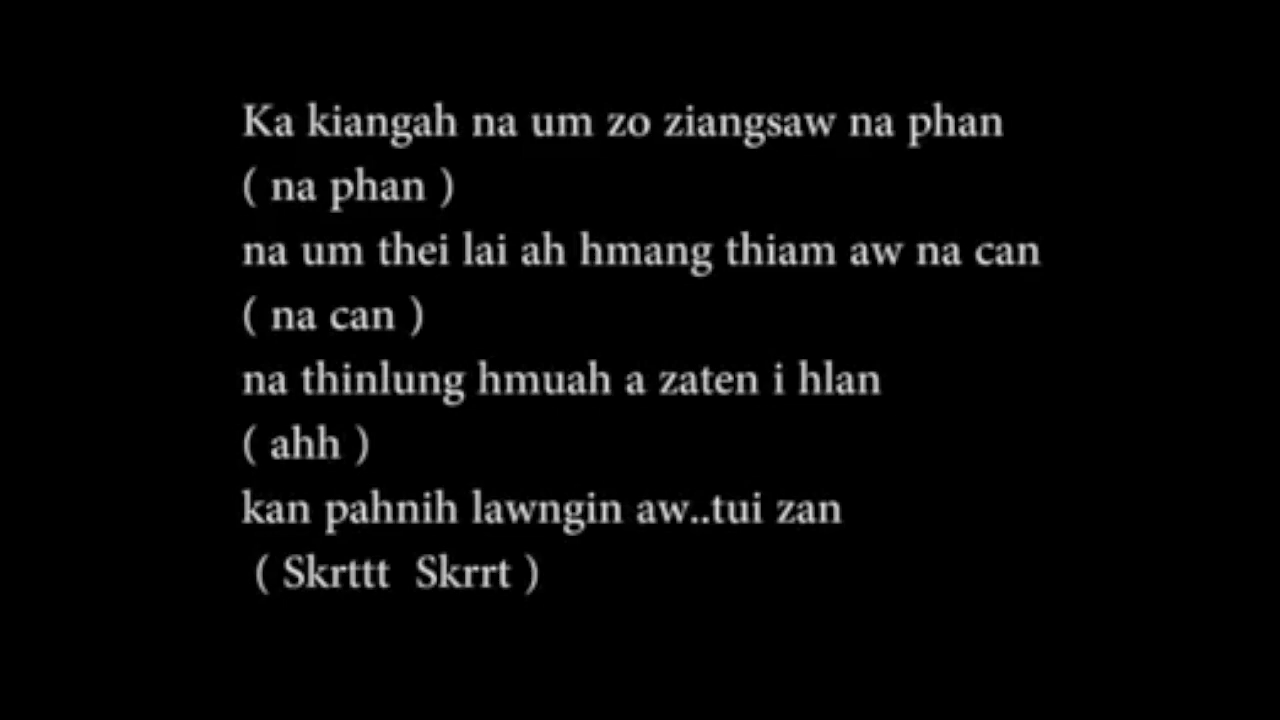 Ka kiangah na um zo ziangsaw na phan
( na phan )
na um thei lai ah hmang thiam aw na can
( na can )
na thinlung hmuah a zaten i hlan
( ahh )
kan pahnih lawngin aw..tui zan
( Skrttt  Skrrt )